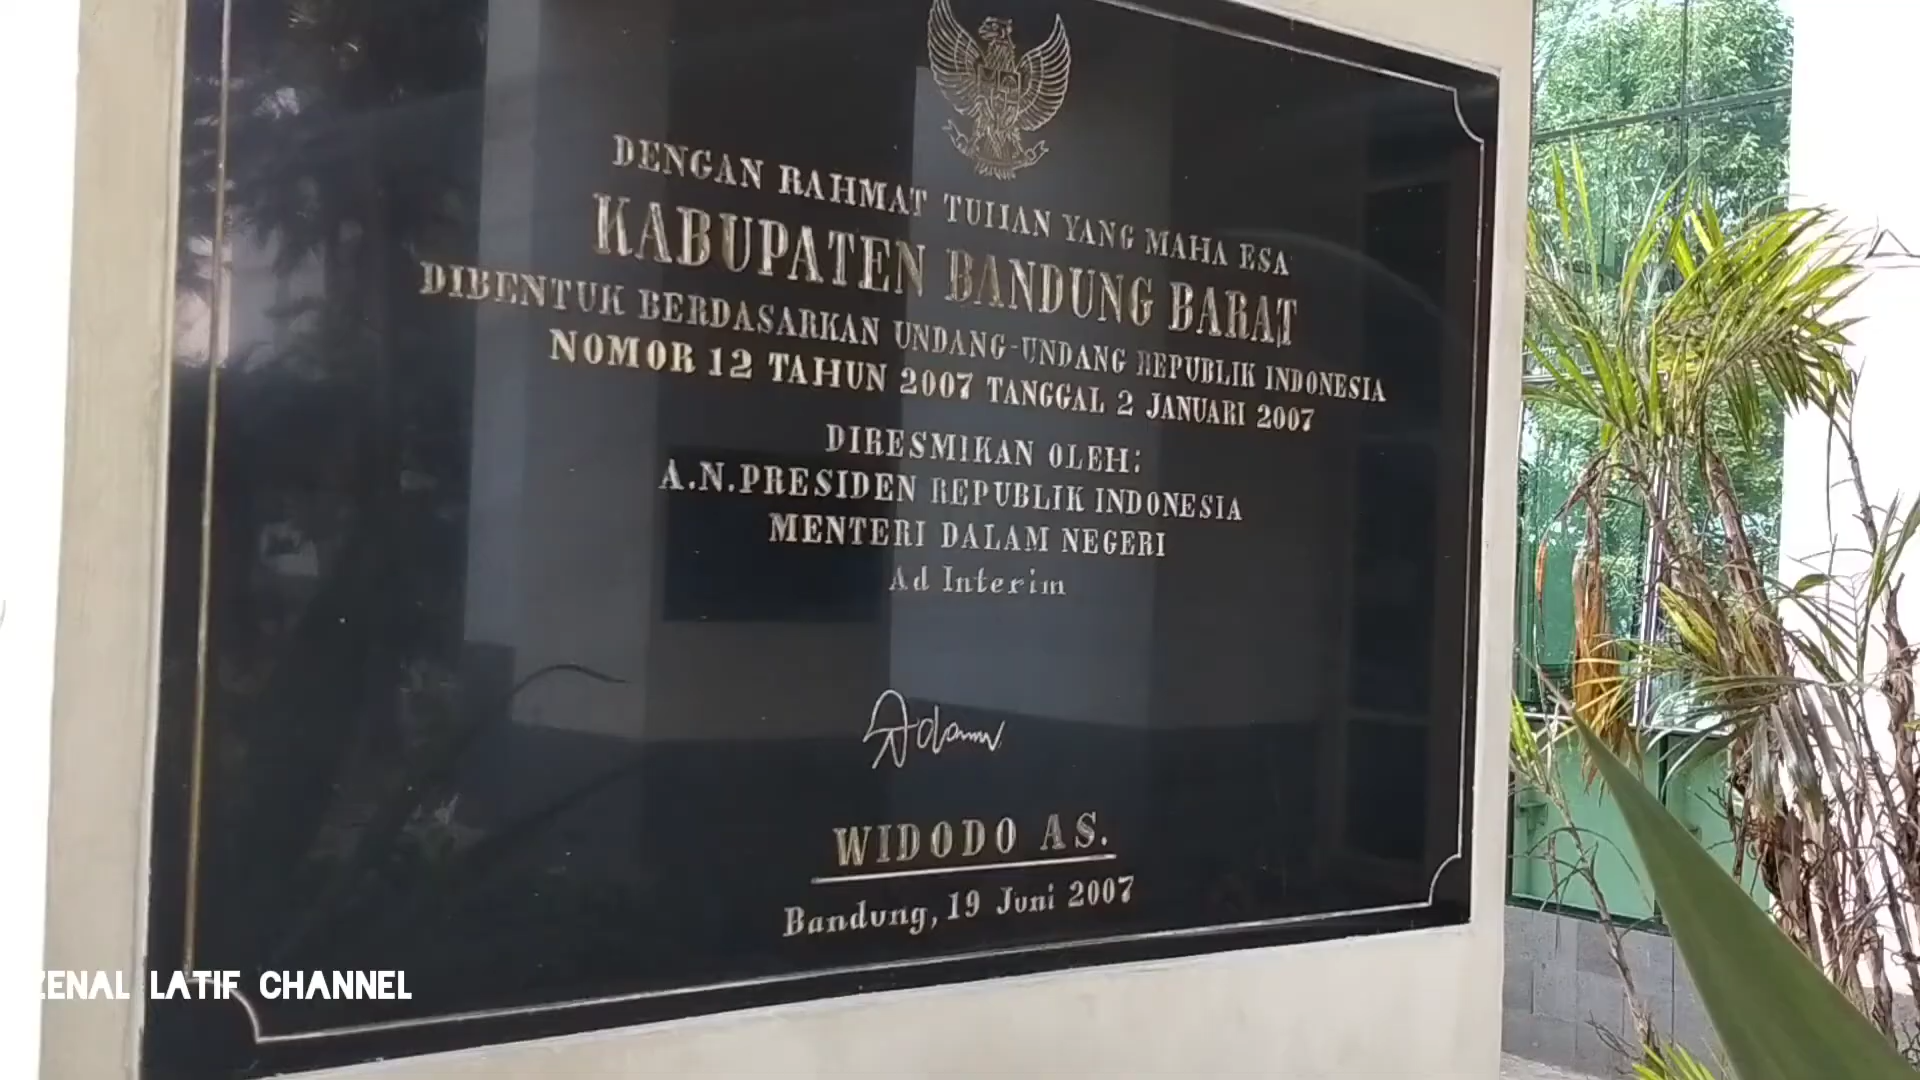 DENGAN RAHMAT TUHAN YANG MAHA ESA
KABUPATEN BANDUNG BARAT
DIBENTUK BERDASARKAN UNDANG-UNDANG REPUBLIK INDONESIA
NOMOR 12 TAHUN 2007 TANGGAL 2 JANUARI 2007
DIRESMIKAN OLEH:
A.N.PRESIDEN REPUBLIK INDONESIA
MENTERI DALAM NEGERI
Ad Interim
WIDODO AS.
Bandung, 19 Juni 2007
ZENAL LATIF CHANNEL